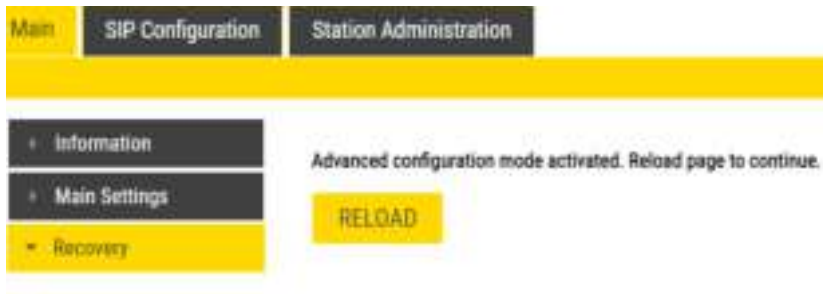 Main
SIP Configuration
Station Administration
Information
Main Settings
Recovery
Advanced configuration mode activated. Reload page to continue.
RELOAD